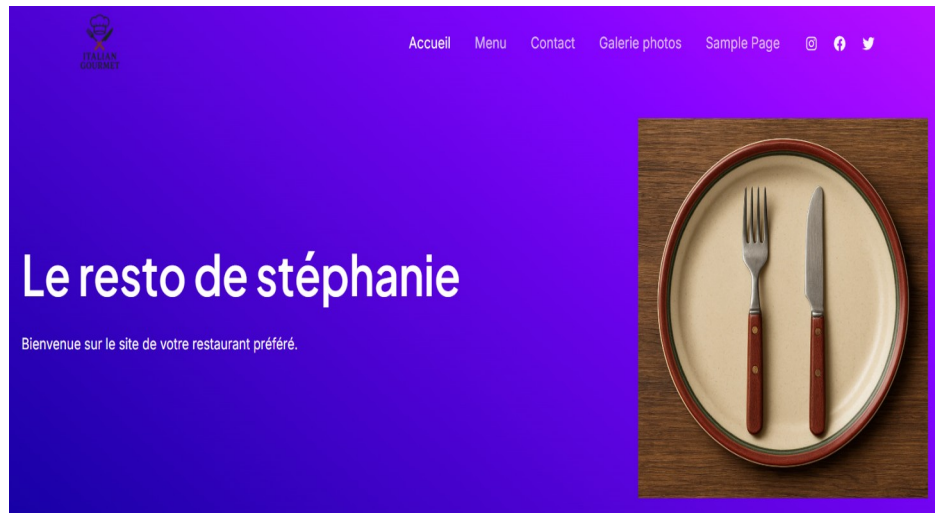 ITALIAN
GOURMET
Accueil Menu Contact Galerie photos Sample Page
Le resto de stéphanie
Bienvenue sur le site de votre restaurant préféré.